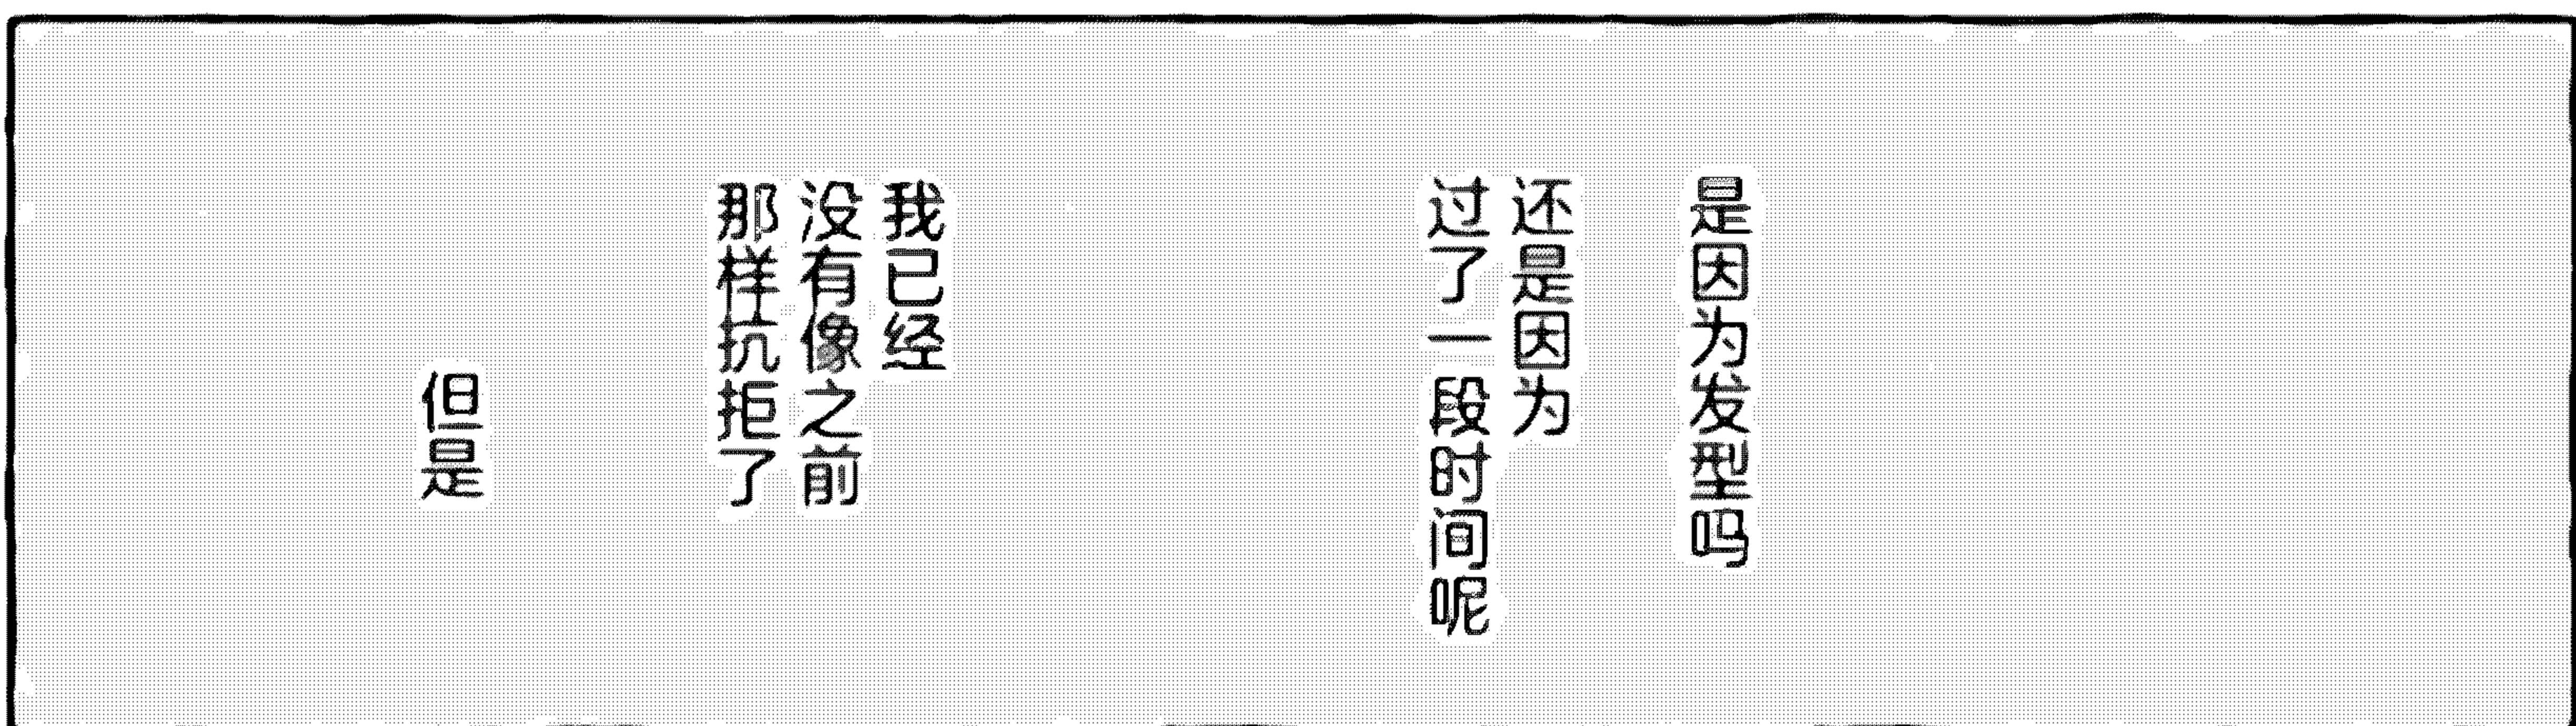 是因为发型吗
还是因为
过了一段时间呢
我已经
没有像之前
那样抗拒了
但是